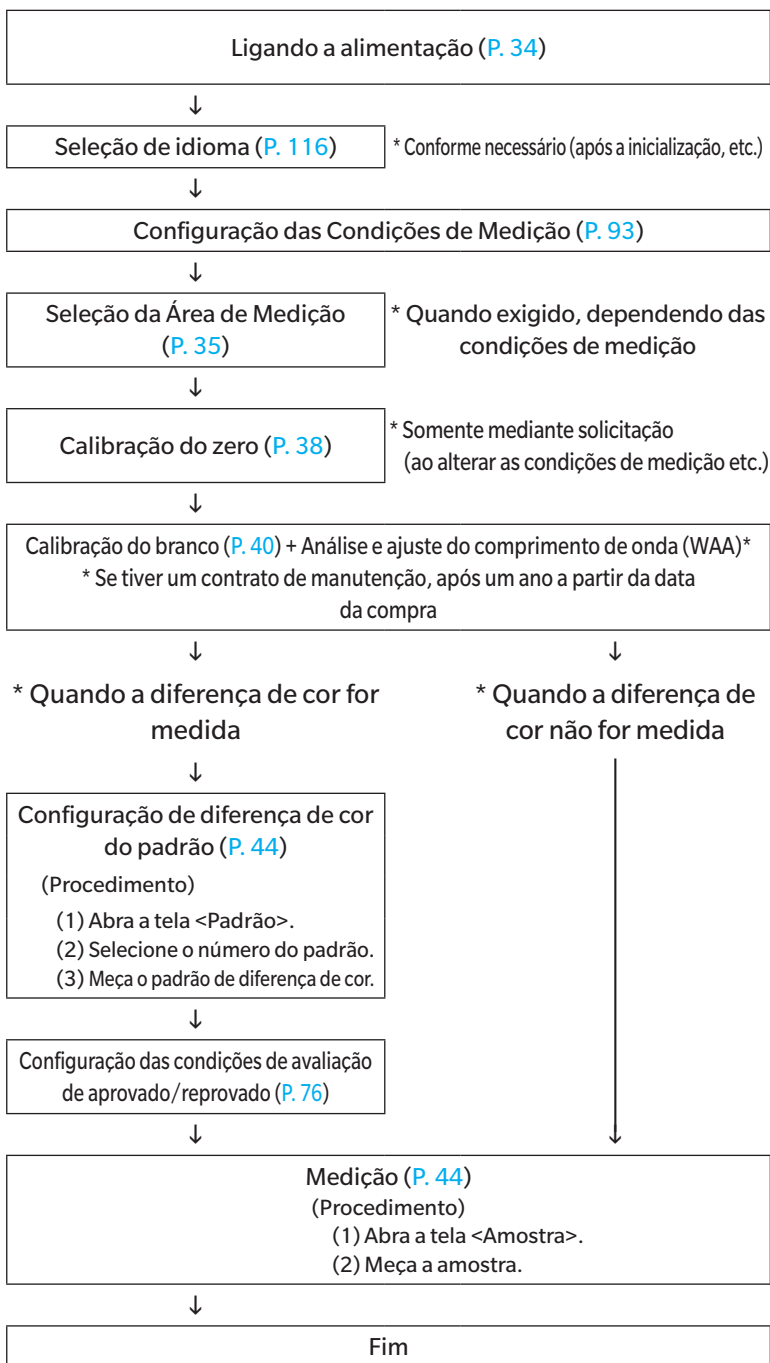 Ligando a alimentação (P. 34)
↓
Seleção de idioma (P. 116)
* Conforme necessário (após a inicialização, etc.)
↓
Configuração das Condições de Medição (P. 93)
↓
Seleção da Área de Medição
(P. 35)
* Quando exigido, dependendo das
condições de medição
↓
Calibração do zero (P. 38)
* Somente mediante solicitação
(ao alterar as condições de medição etc.)
↓
Calibração do branco (P. 40) + Análise e ajuste do comprimento de onda (WAA)*
* Se tiver um contrato de manutenção, após um ano a partir da data
da compra
↓
* Quando a diferença de cor for
medida
↓
Configuração de diferença de cor
do padrão (P. 44)
(Procedimento)
(1) Abra a tela <Padrão>.
(2) Selecione o número do padrão.
(3) Meça o padrão de diferença de cor.
↓
Configuração das condições de avaliação
de aprovado/reprovado (P. 76)
↓
↓
* Quando a diferença de
cor não for medida
↓
Medição (P. 44)
(Procedimento)
(1) Abra a tela <Amostra>.
(2) Meça a amostra.
↓
Fim